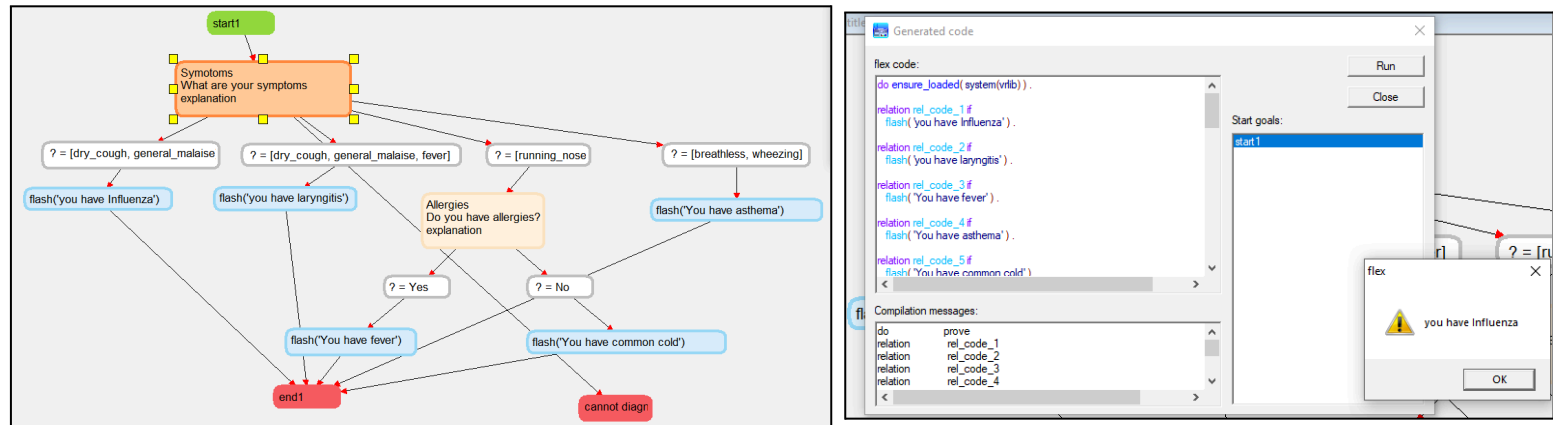 start1
Symotoms
What are your symptoms
explanation
? = [dry_cough, general_malaise
? = [dry_cough, general_malaise, fever]
? = [running_nose
? = [breathless, wheezing]
flash('you have Influenza')
flash('you have laryngitis')
Allergies
Do you have allergies?
explanation
flash('You have asthema')
? = Yes
? = No
flash('You have fever')
flash('You have common cold')
end1
cannot diagn
title
Generated code
flex code:
do ensure_loaded( system(vrlib) ) .
relation rel_code_1 if
flash( 'you have Influenza' ) .
relation rel_code_2 if
flash( 'you have laryngitis' ) .
relation rel_code_3 if
flash( 'You have fever' ) .
relation rel_code_4 if
flash( 'You have asthema' ) .
relation rel_code_5 if
flash( 'You have common cold' )
Run
Close
Start goals:
start1
Compilation messages:
do prove
relation rel_code_1
relation rel_code_2
relation rel_code_3
relation rel_code_4
r]
? = [ru
fl
flex
you have Influenza
OK